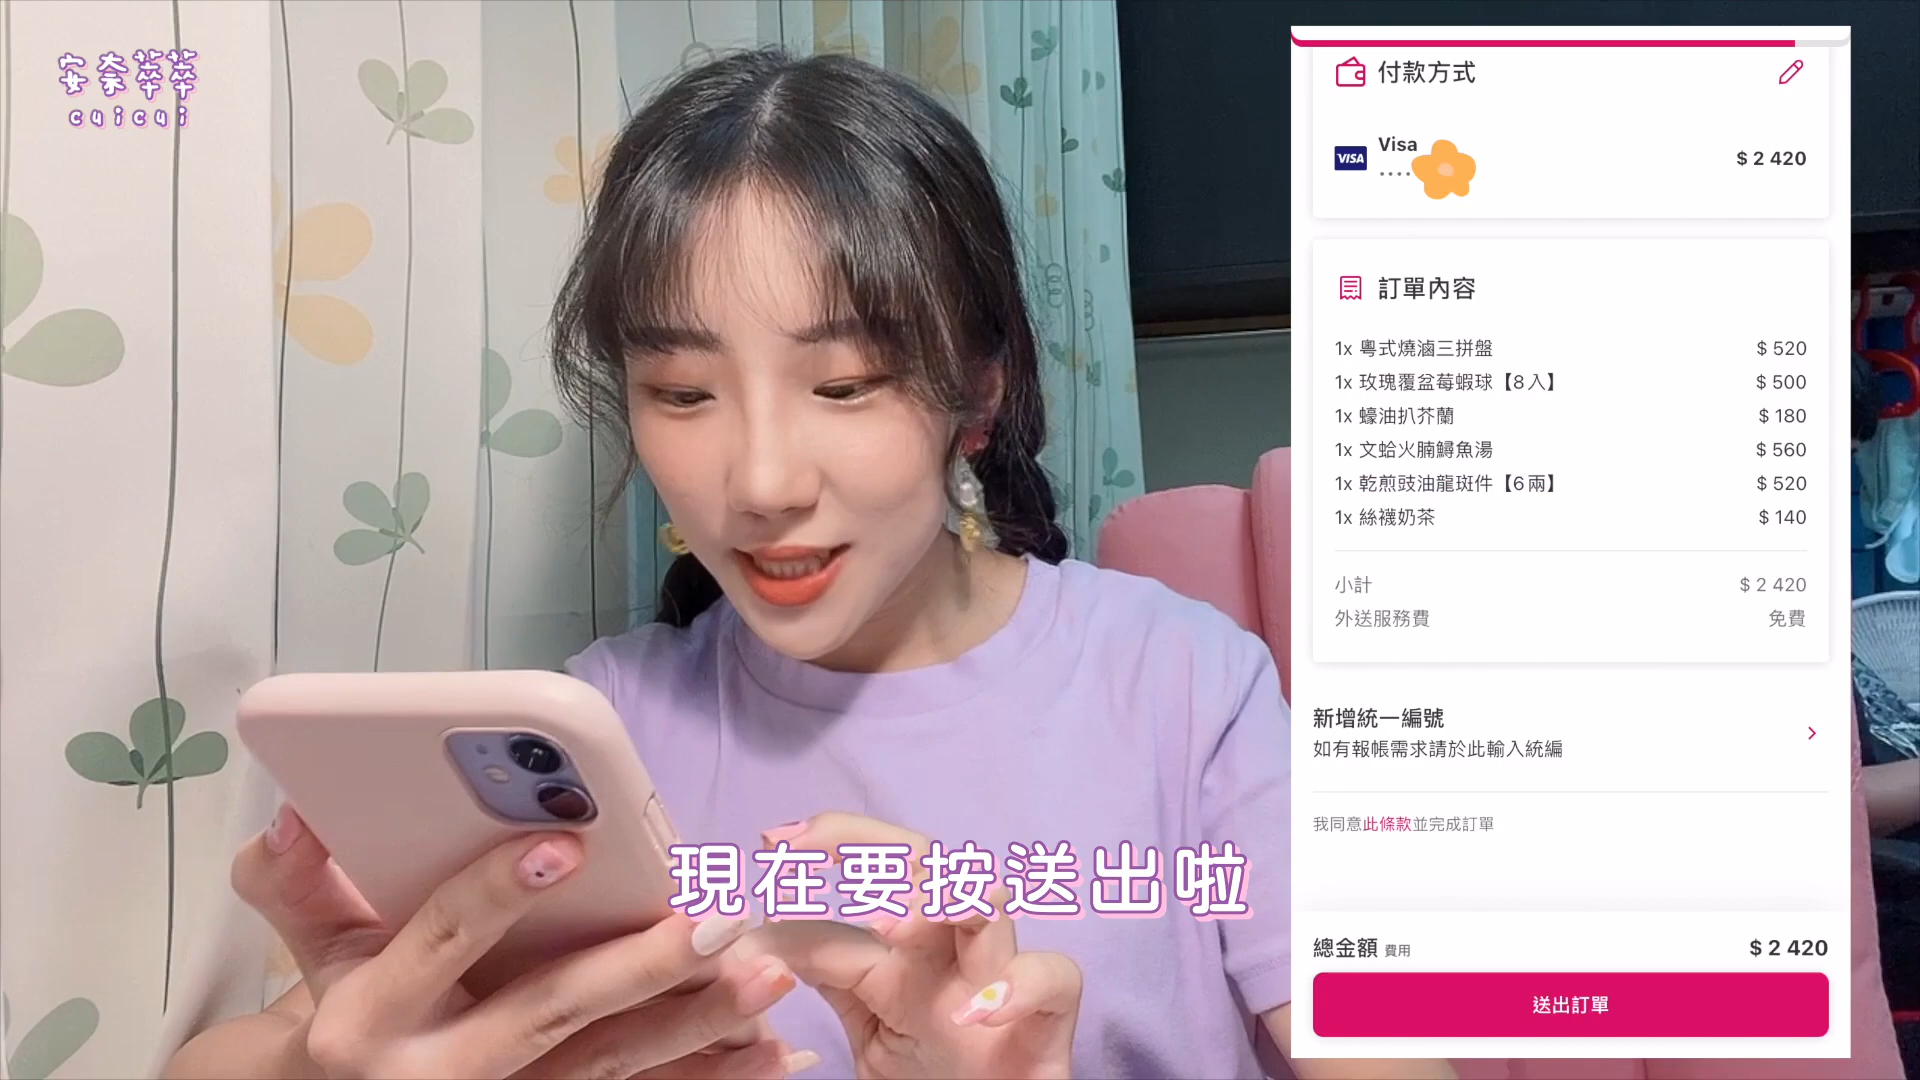 安奈萃萃
cuicui
付款方式
VISA
Visa
....
$ 2 420
訂單內容
1x 粵式燒滷三拼盤 $ 520
1x 玫瑰覆盆莓蝦球【8入】 $ 500
1x 蠔油扒芥蘭 $ 180
1x 文蛤火腩鱘魚湯 $ 560
1x 乾煎豉油龍斑件【6兩】 $ 520
1x 絲襪奶茶 $ 140
小計 $ 2 420
外送服務費 免費
新增統一編號
如有報帳需求請於此輸入統編
我同意此條款並完成訂單
總金額 費用 $ 2 420
送出訂單
現在要按送出啦